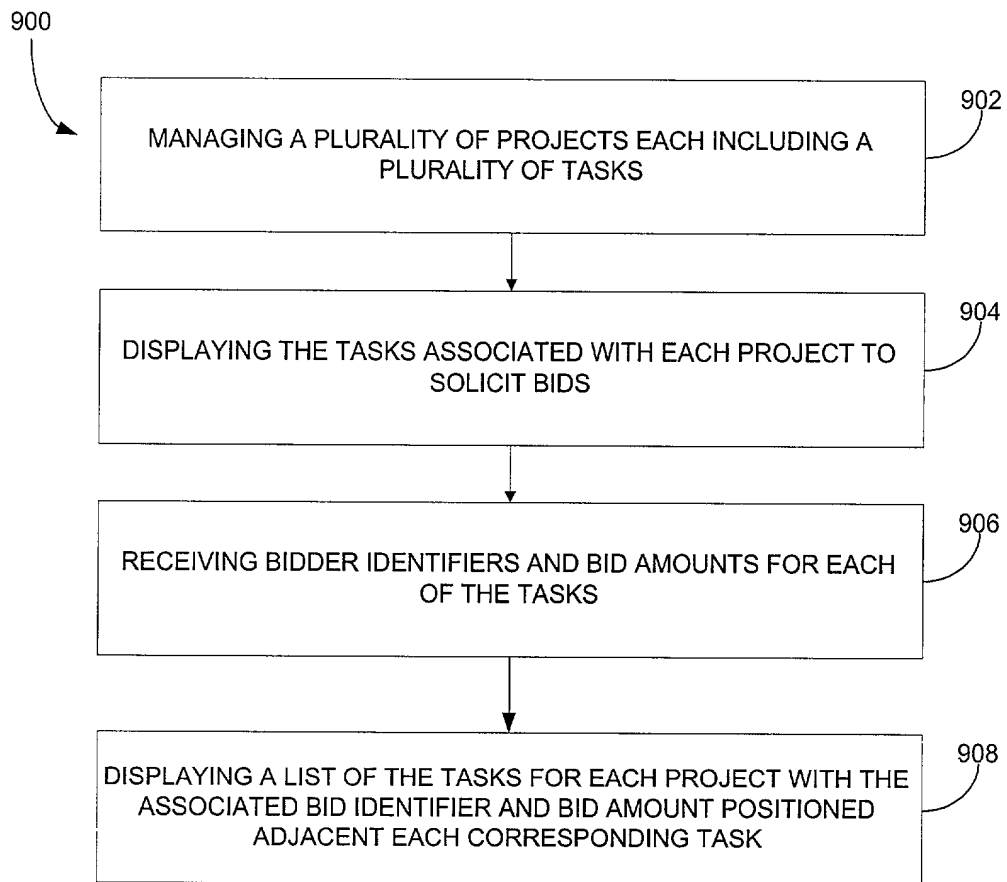 900
902
MANAGING A PLURALITY OF PROJECTS EACH INCLUDING A
PLURALITY OF TASKS
904
DISPLAYING THE TASKS ASSOCIATED WITH EACH PROJECT TO
SOLICIT BIDS
906
RECEIVING BIDDER IDENTIFIERS AND BID AMOUNTS FOR EACH
OF THE TASKS
908
DISPLAYING A LIST OF THE TASKS FOR EACH PROJECT WITH THE
ASSOCIATED BID IDENTIFIER AND BID AMOUNT POSITIONED
ADJACENT EACH CORRESPONDING TASK